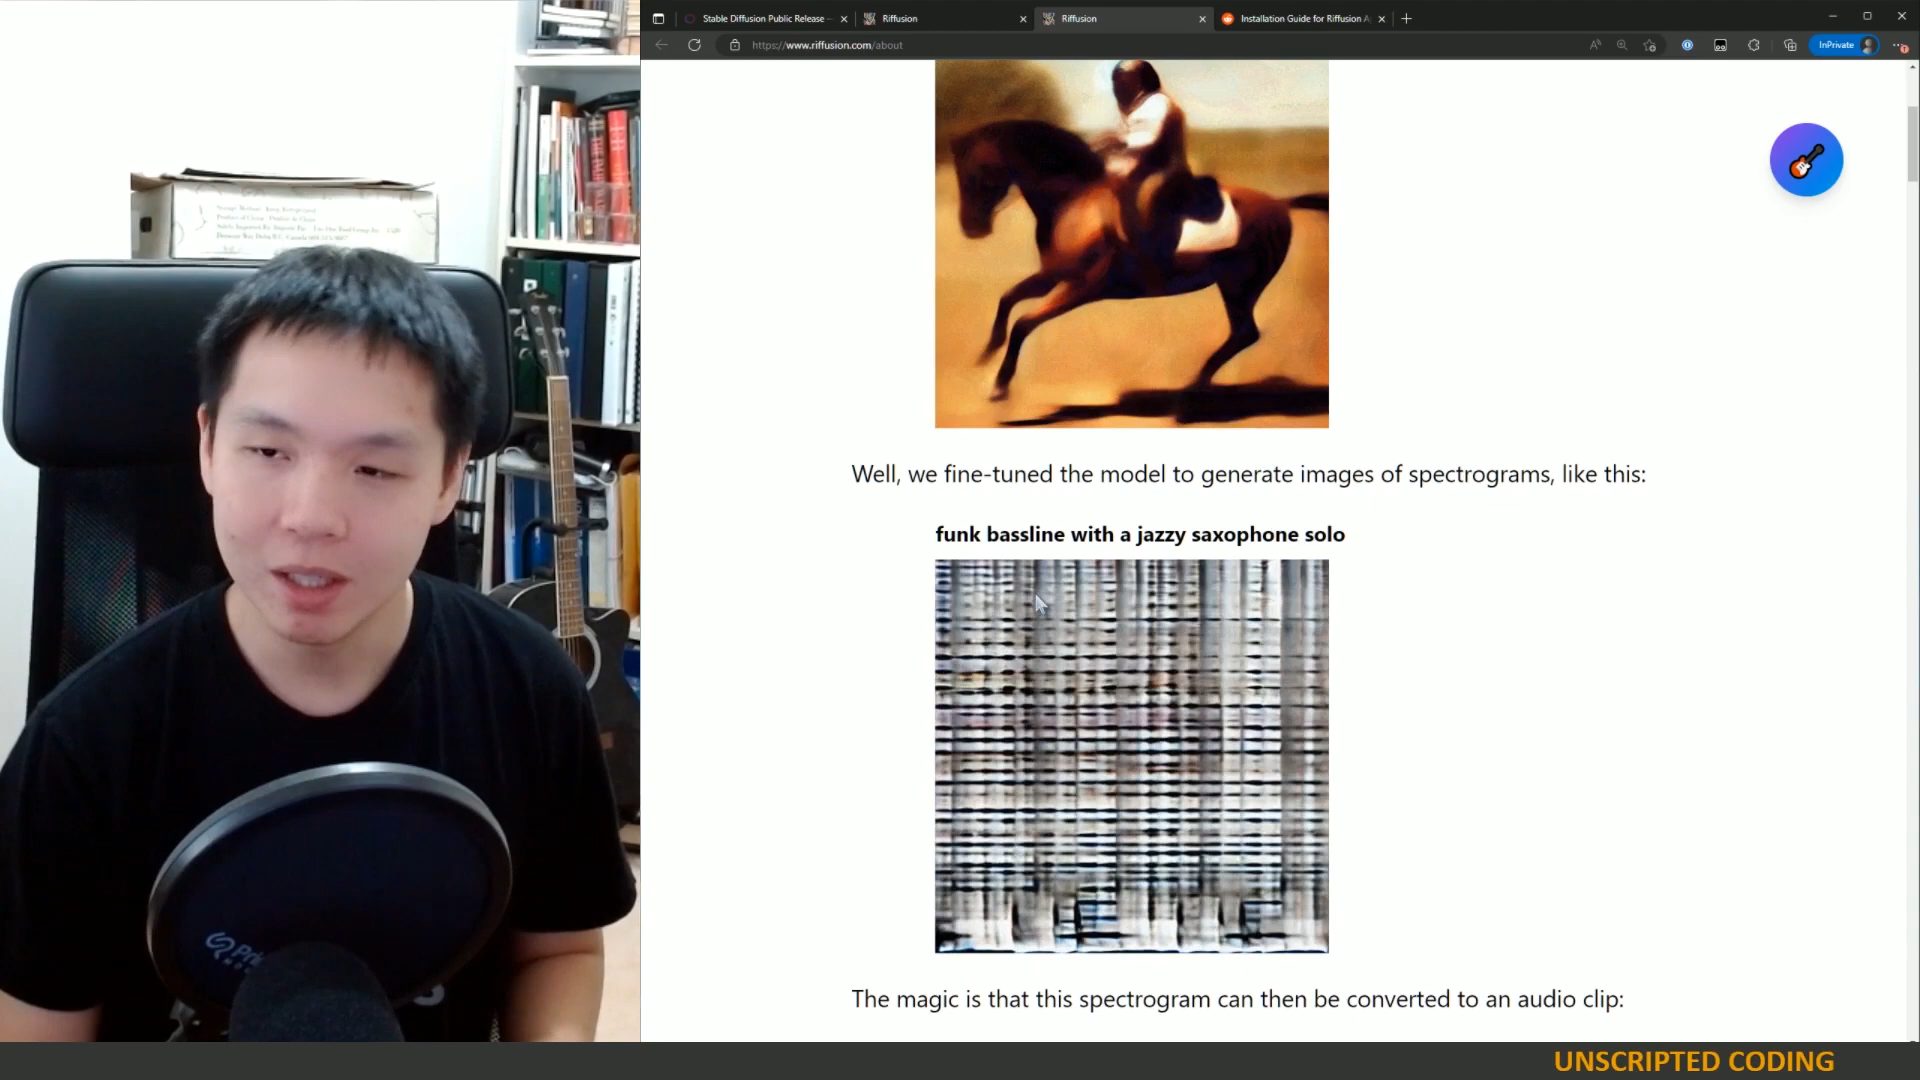 Stable Diffusion Public Release
Riffusion
Riffusion
Installation Guide for Riffusion A
https://www.riffusion.com/about
InPrivate
Well, we fine-tuned the model to generate images of spectrograms, like this:
funk bassline with a jazzy saxophone solo
The magic is that this spectrogram can then be converted to an audio clip:
Fender
UNSCRIPTED CODING